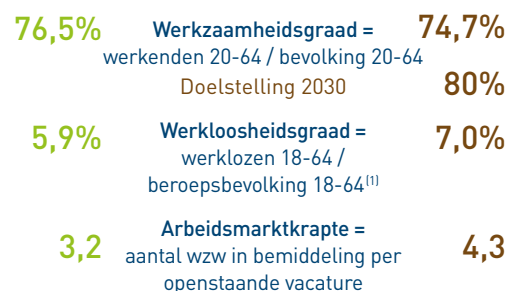 76,5% Werkzaamheidsgraad = 74,7%
werkenden 20-64 / bevolking 20-64
Doelstelling 2030 80%
5,9% Werkloosheidsgraad = 7,0%
werklozen 18-64 /
beroepsbevolking 18-64(1)
Arbeidsmarktkrapte =
3,2 aantal wzw in bemiddeling per 4,3
openstaande vacature